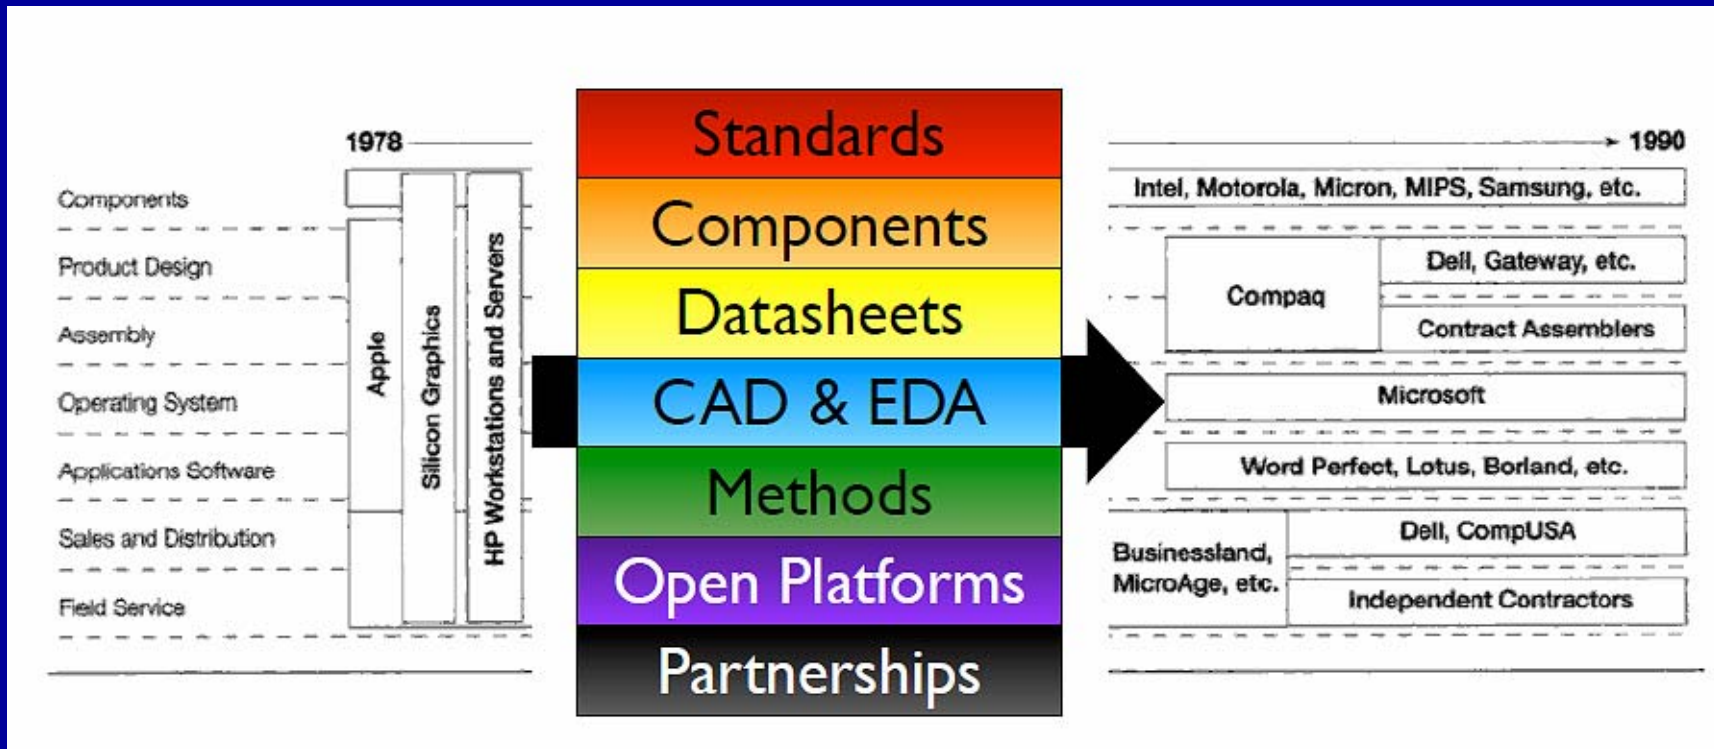 1978
1990
Components
Product Design
Assembly
Operating System
Applications Software
Sales and Distribution
Field Service
Apple
Silicon Graphics
HP Workstations and Servers
Standards
Components
Datasheets
CAD & EDA
Methods
Open Platforms
Partnerships
Intel, Motorola, Micron, MIPS, Samsung, etc.
Compaq
Dell, Gateway, etc.
Contract Assemblers
Microsoft
Word Perfect, Lotus, Borland, etc.
Businessland,
MicroAge, etc.
Dell, CompUSA
Independent Contractors